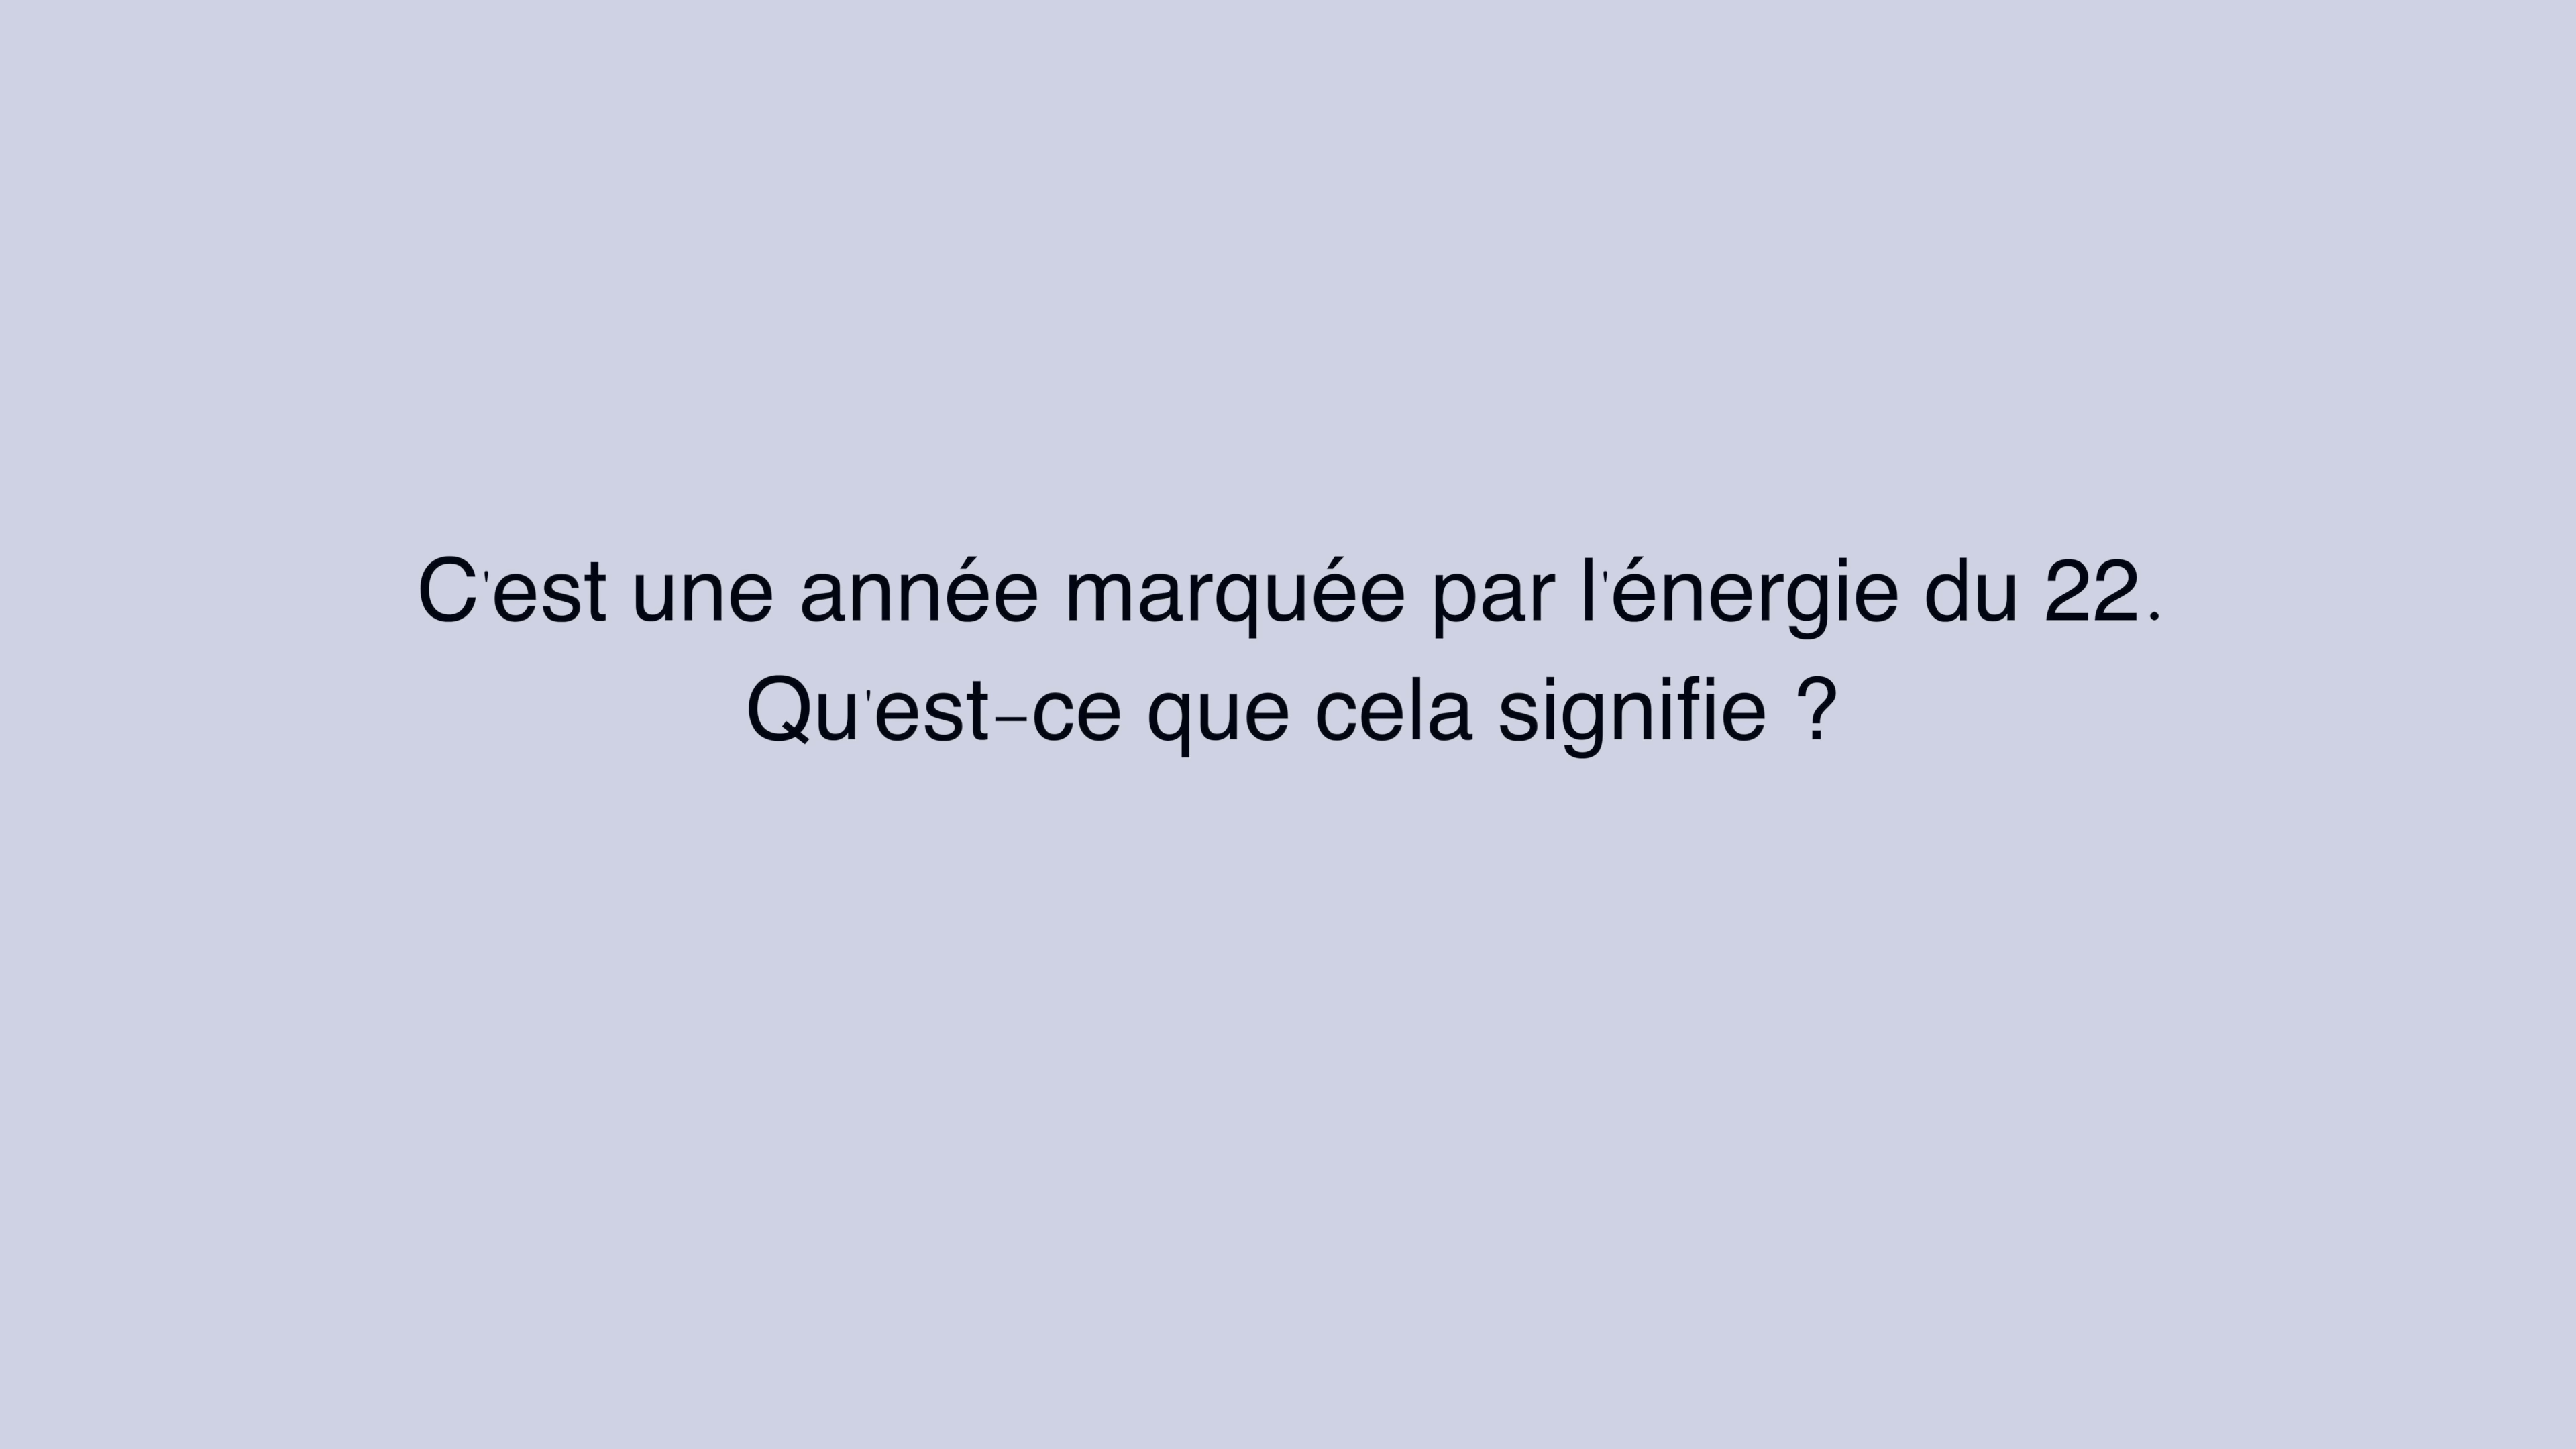 C'est une année marquée par l'énergie du 22.
Qu'est-ce que cela signifie ?